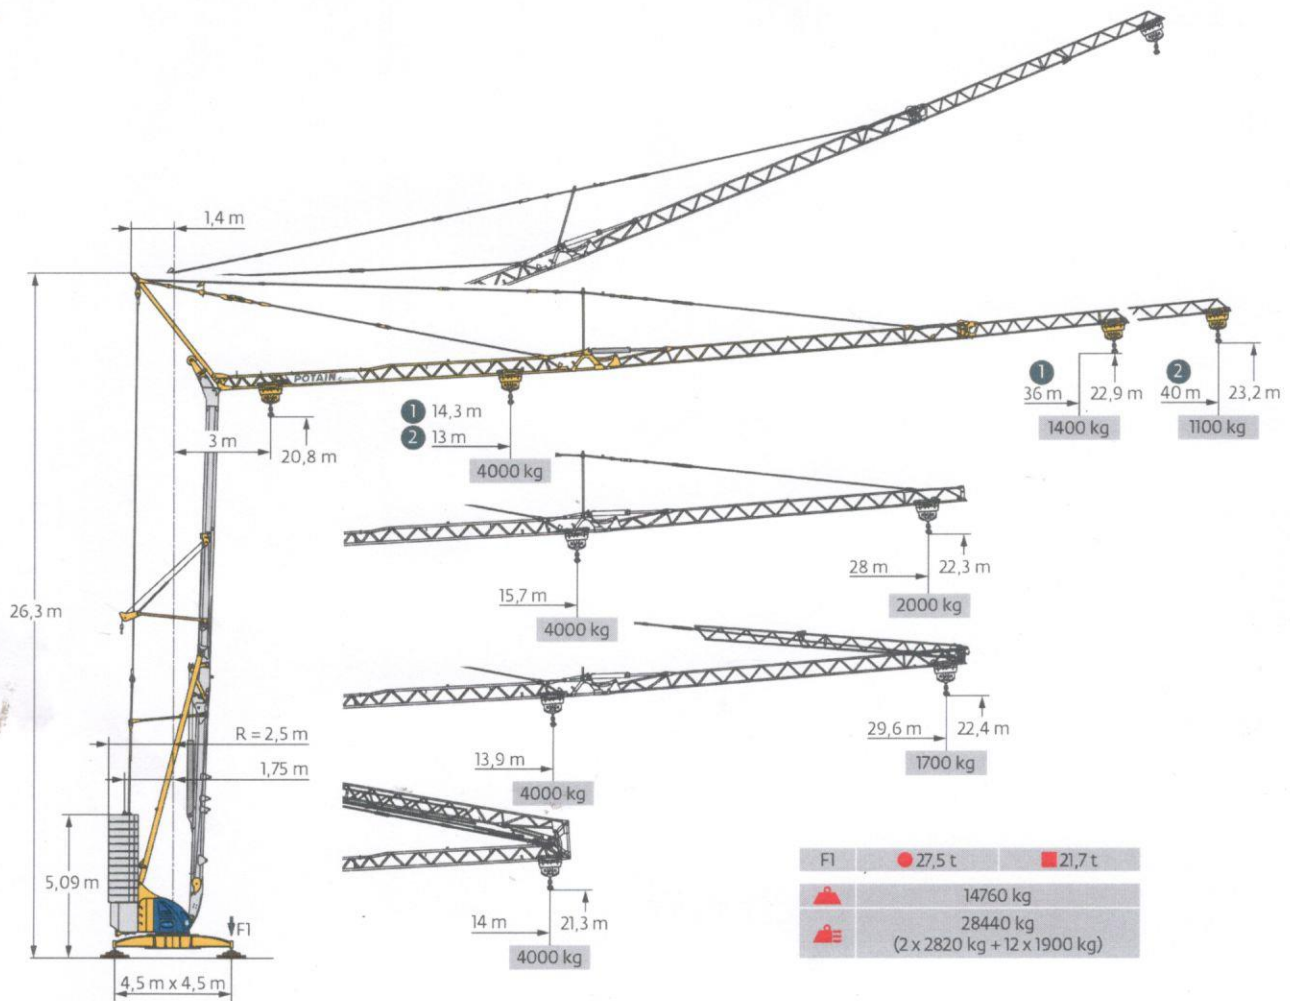 1,4 m
POTAIN
1 14,3 m
2 13 m
3 m
20,8 m
4000 kg
1
36 m
22,9 m
1400 kg
2
40 m
23,2 m
1100 kg
26,3 m
15,7 m
4000 kg
28 m
22,3 m
2000 kg
R = 2,5 m
1,75 m
13,9 m
4000 kg
29,6 m
22,4 m
1700 kg
5,09 m
F1
4,5 m x 4,5 m
14 m
21,3 m
4000 kg
F1 27,5 t 21,7 t
14760 kg
28440 kg
(2 x 2820 kg + 12 x 1900 kg)